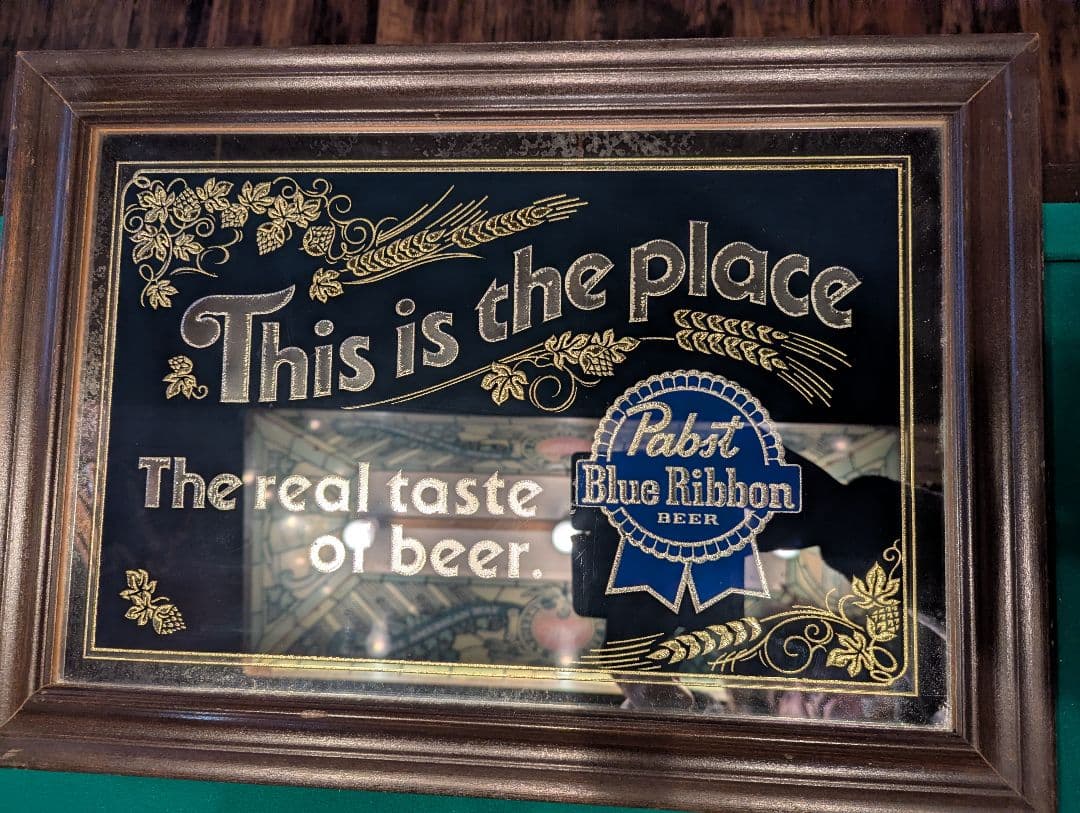 This is the place
The real taste
of beer.
Pabst
Blue Ribbon
BEER